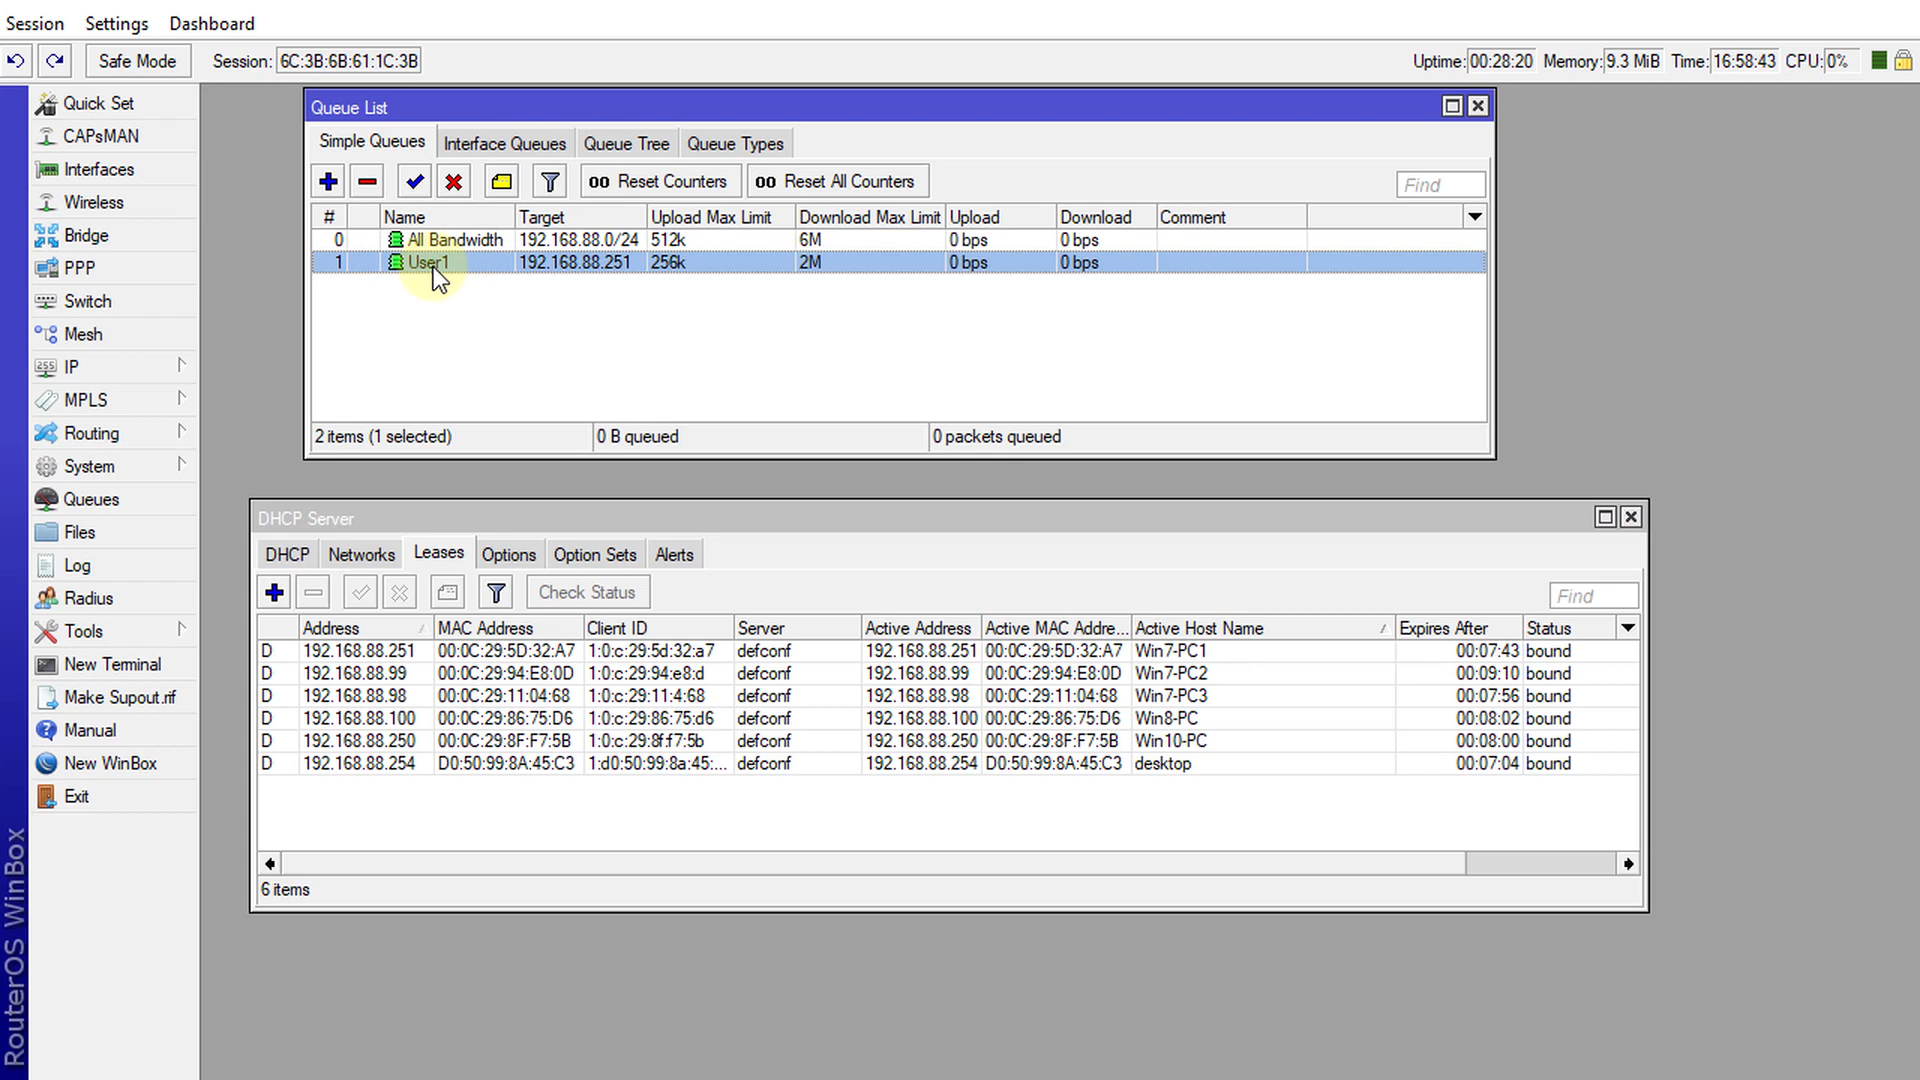 Session Settings Dashboard
Safe Mode Session: 6C:3B:6B:61:1C:3B Uptime: 00:28:20 Memory: 9.3 MiB Time: 16:58:43 CPU: 0%
Quick Set
CAPsMAN
Interfaces
Wireless
Bridge
PPP
Switch
Mesh
255 IP
MPLS
Routing
System
Queues
Files
Log
Radius
Tools
New Terminal
Make Supout.rif
Manual
New WinBox
Exit
RouterOS WinBox
Queue List
Simple Queues Interface Queues Queue Tree Queue Types
00 Reset Counters 00 Reset All Counters Find
# Name Target Upload Max Limit Download Max Limit Upload Download Comment
0 All Bandwidth 192.168.88.0/24 512k 6M 0 bps 0 bps
1 User1 192.168.88.251 256k 2M 0 bps 0 bps
2 items (1 selected) 0 B queued 0 packets queued
DHCP Server
DHCP Networks Leases Options Option Sets Alerts
Check Status Find
Address MAC Address Client ID Server Active Address Active MAC Addre... Active Host Name Expires After Status
D 192.168.88.251 00:0C:29:5D:32:A7 1:0:c:29:5d:32:a7 defconf 192.168.88.251 00:0C:29:5D:32:A7 Win7-PC1 00:07:43 bound
D 192.168.88.99 00:0C:29:94:E8:0D 1:0:c:29:94:e8:d defconf 192.168.88.99 00:0C:29:94:E8:0D Win7-PC2 00:09:10 bound
D 192.168.88.98 00:0C:29:11:04:68 1:0:c:29:11:4:68 defconf 192.168.88.98 00:0C:29:11:04:68 Win7-PC3 00:07:56 bound
D 192.168.88.100 00:0C:29:86:75:D6 1:0:c:29:86:75:d6 defconf 192.168.88.100 00:0C:29:86:75:D6 Win8-PC 00:08:02 bound
D 192.168.88.250 00:0C:29:8F:F7:5B 1:0:c:29:8f:f7:5b defconf 192.168.88.250 00:0C:29:8F:F7:5B Win10-PC 00:08:00 bound
D 192.168.88.254 D0:50:99:8A:45:C3 1:d0:50:99:8a:45:... defconf 192.168.88.254 D0:50:99:8A:45:C3 desktop 00:07:04 bound
6 items